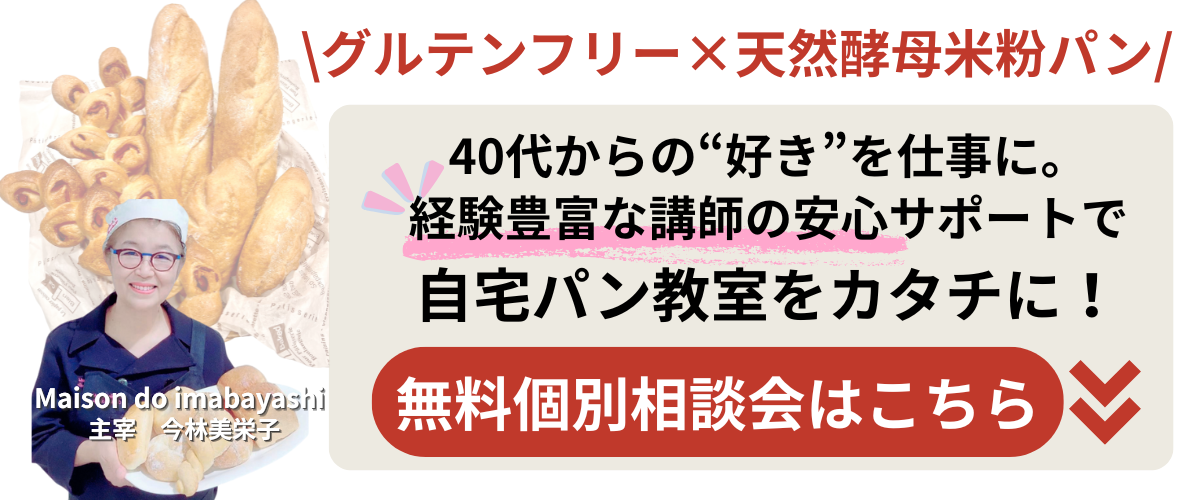 \グルテンフリー×天然酵母米粉パン/
40代からの“好き”を仕事に。
経験豊富な講師の安心サポートで
自宅パン教室をカタチに！
無料個別相談会はこちら
Maison do imabayashi
主宰　今林美栄子